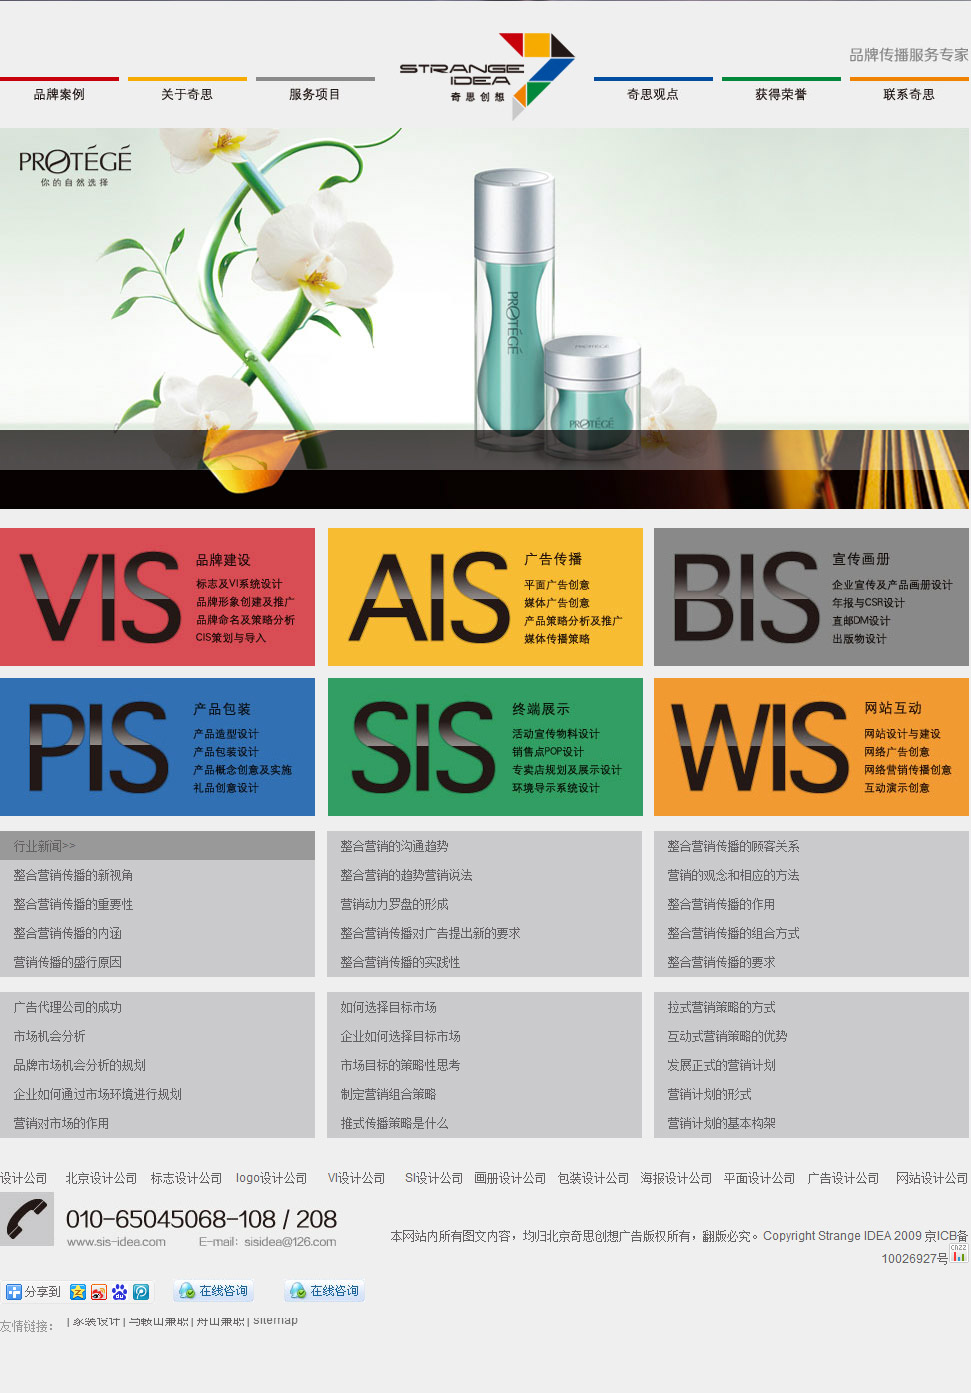 品牌传播服务专家
STRANGE
IDEA
奇思创想
品牌案例
关于奇思
服务项目
奇思观点
获得荣誉
联系奇思
PROTÉGÉ
你的自然选择
PROTÉGÉ
PROTÉGÉ
PROTÉGÉ
VIS
品牌建设
标志及VI系统设计
品牌形象创建及推广
品牌命名及策略分析
CIS策划与导入
AIS
广告传播
平面广告创意
媒体广告创意
产品策略分析及推广
媒体传播策略
BIS
宣传画册
企业宣传及产品画册设计
年报与CSR设计
直邮DM设计
出版物设计
PIS
产品包装
产品造型设计
产品包装设计
产品概念创意及实施
礼品创意设计
SIS
终端展示
活动宣传物料设计
销售点POP设计
专卖店规划及展示设计
环境导示系统设计
WIS
网站互动
网站设计与建设
网络广告创意
网络营销传播创意
互动演示创意
行业新闻>>
整合营销传播的新视角
整合营销传播的重要性
整合营销传播的内涵
营销传播的盛行原因
整合营销的沟通趋势
整合营销的趋势营销说法
营销动力罗盘的形成
整合营销传播对广告提出新的要求
整合营销传播的实践性
整合营销传播的顾客关系
营销的观念和相应的方法
整合营销传播的作用
整合营销传播的组合方式
整合营销传播的要求
广告代理公司的成功
市场机会分析
品牌市场机会分析的规划
企业如何通过市场环境进行规划
营销对市场的作用
如何选择目标市场
企业如何选择目标市场
市场目标的策略性思考
制定营销组合策略
推式传播策略是什么
拉式营销策略的方式
互动式营销策略的优势
发展正式的营销计划
营销计划的形式
营销计划的基本构架
设计公司 北京设计公司 标志设计公司 logo设计公司 VI设计公司 SI设计公司 画册设计公司 包装设计公司 海报设计公司 平面设计公司 广告设计公司 网站设计公司
010-65045068-108 / 208
www.sis-idea.com E-mail: sisidea@126.com
本网站内所有图文内容，均归北京奇思创想广告版权所有，翻版必究。Copyright Strange IDEA 2009 京ICB备
10026927号
CNZZ
分享到 在线咨询 在线咨询
友情链接： | 家装设计 | 马鞍山兼职 | 舟山兼职 | sitemap